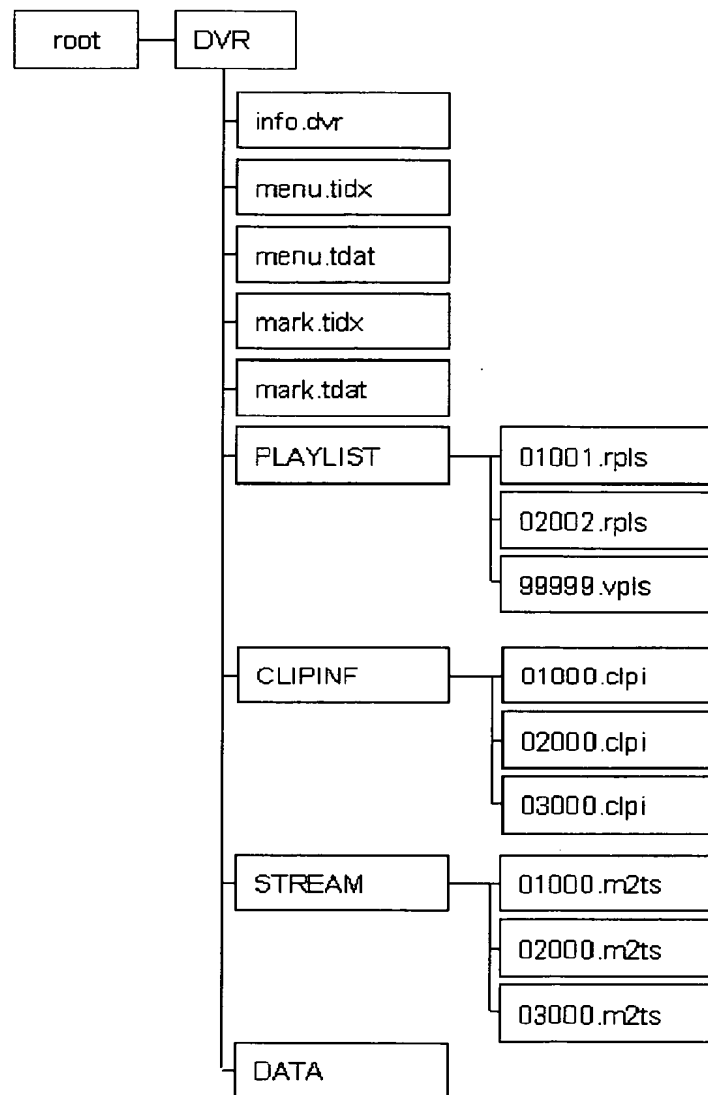 root DVR
info.dvr
menu.tidx
menu.tdat
mark.tidx
mark.tdat
PLAYLIST 01001.rpls
02002.rpls
99999.vpls
CLIPINF 01000.clpi
02000.clpi
03000.clpi
STREAM 01000.m2ts
02000.m2ts
03000.m2ts
DATA